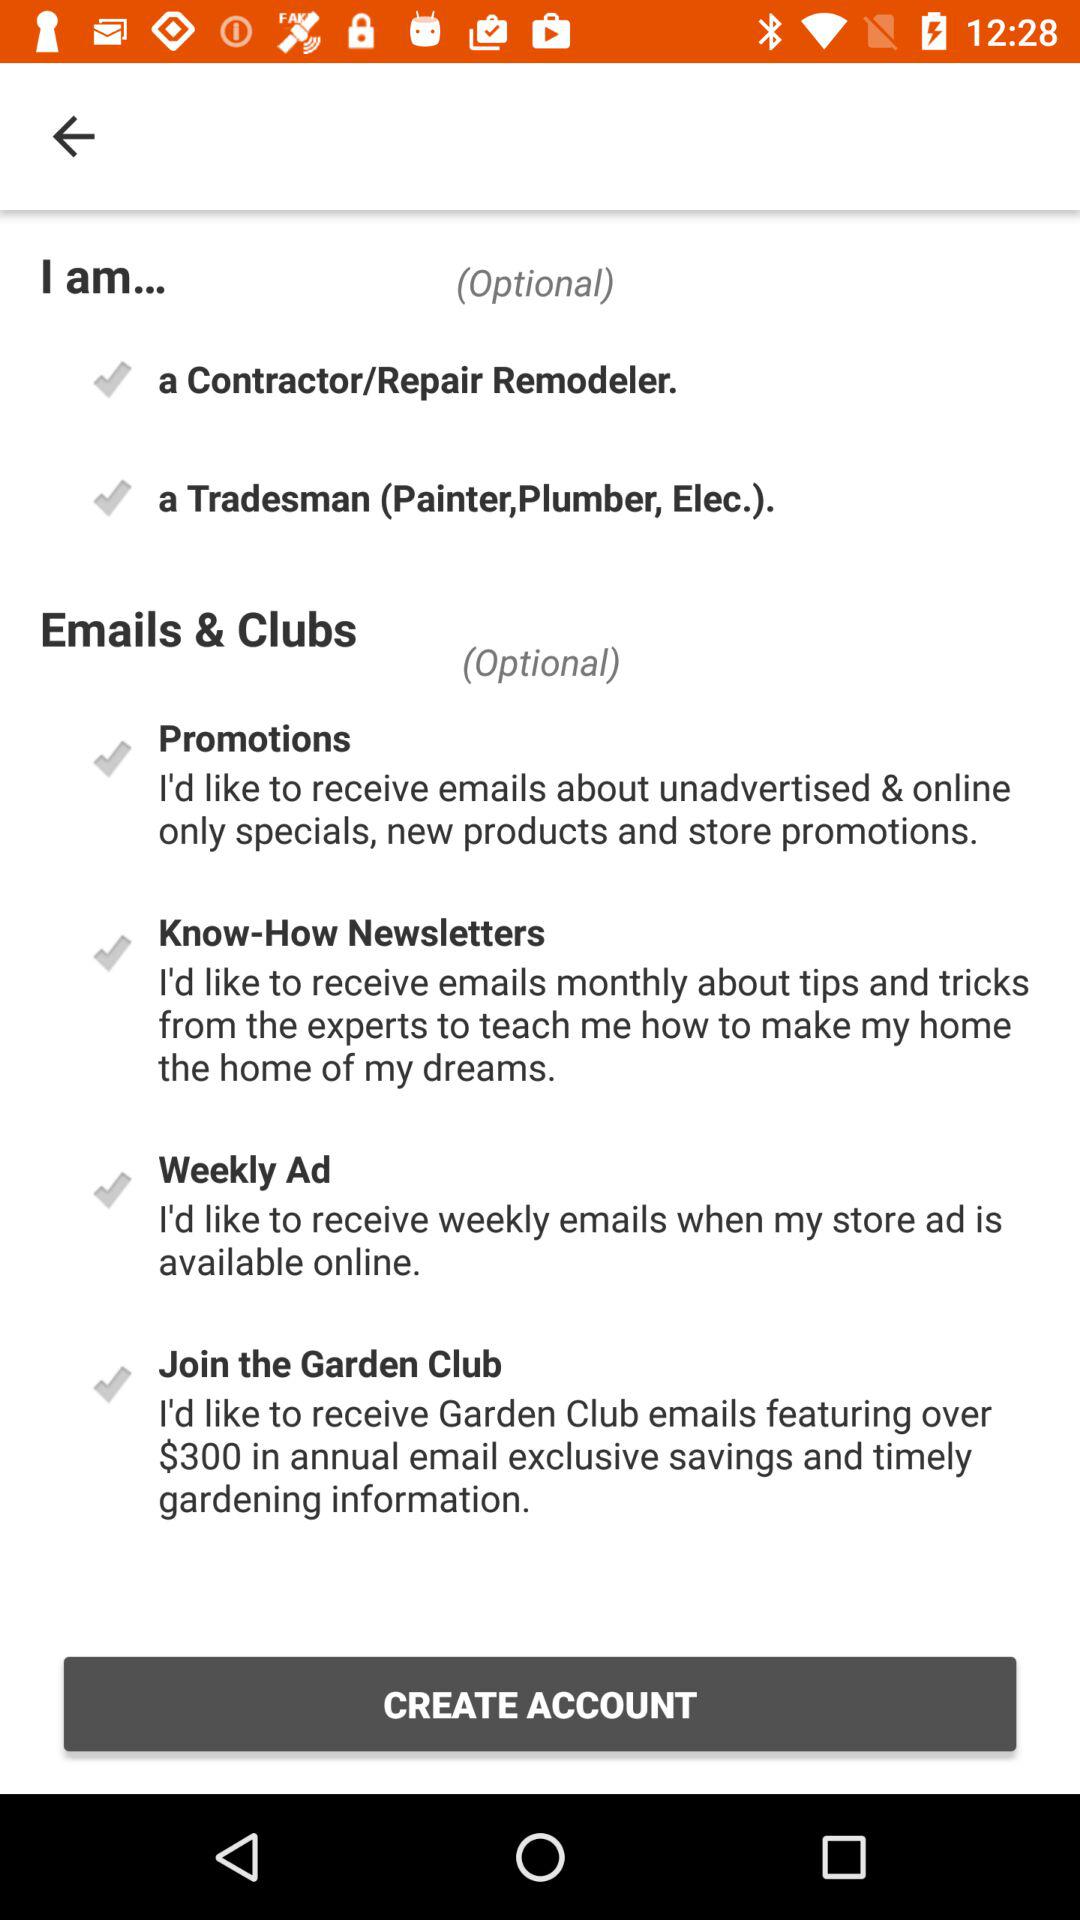 FAKE
12:28
I am...
(Optional)
a Contractor/Repair Remodeler.
a Tradesman (Painter,Plumber, Elec.).
Emails & Clubs
(Optional)
Promotions
I'd like to receive emails about unadvertised & online
only specials, new products and store promotions.
Know-How Newsletters
I'd like to receive emails monthly about tips and tricks
from the experts to teach me how to make my home
the home of my dreams.
Weekly Ad
I'd like to receive weekly emails when my store ad is
available online.
Join the Garden Club
I'd like to receive Garden Club emails featuring over
$300 in annual email exclusive savings and timely
gardening information.
CREATE ACCOUNT